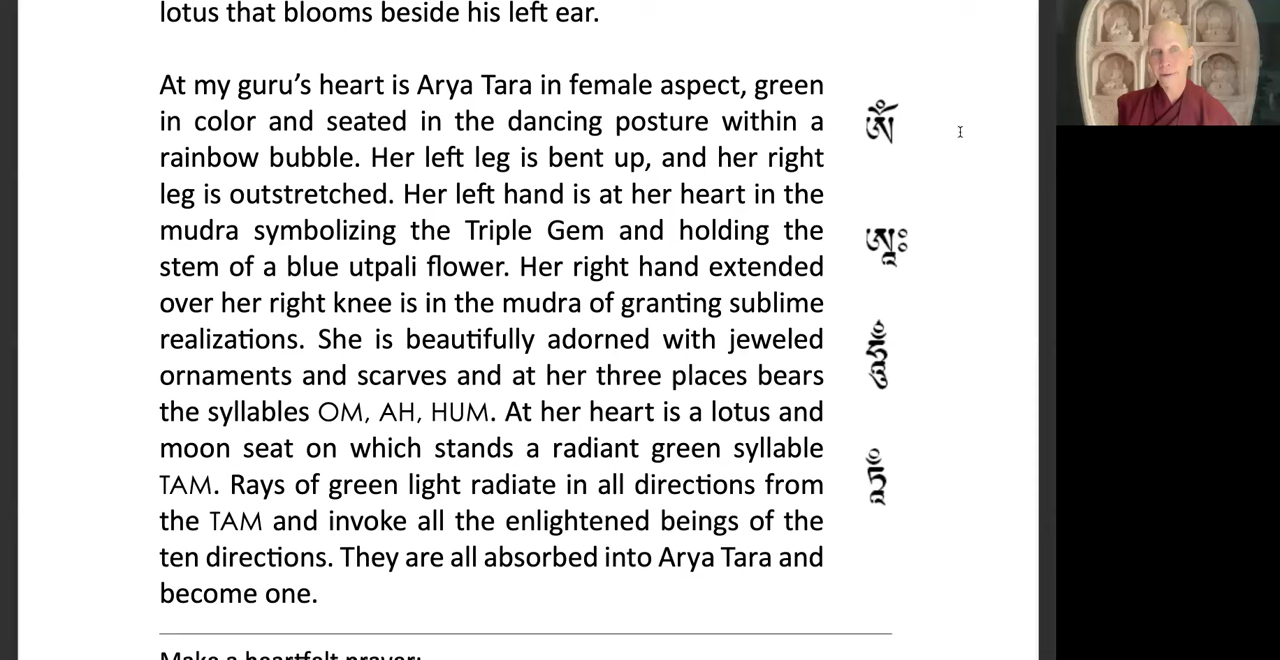 lotus that blooms beside his left ear.
At my guru’s heart is Arya Tara in female aspect, green
in color and seated in the dancing posture within a
rainbow bubble. Her left leg is bent up, and her right
leg is outstretched. Her left hand is at her heart in the
mudra symbolizing the Triple Gem and holding the
stem of a blue utpali flower. Her right hand extended
over her right knee is in the mudra of granting sublime
realizations. She is beautifully adorned with jeweled
ornaments and scarves and at her three places bears
the syllables OM, AH, HUM. At her heart is a lotus and
moon seat on which stands a radiant green syllable
TAM. Rays of green light radiate in all directions from
the TAM and invoke all the enlightened beings of the
ten directions. They are all absorbed into Arya Tara and
become one.
ༀ
ཨཱཿ
ཧཱུྃ
ཏཱྃ
Make a heartfelt prayer: